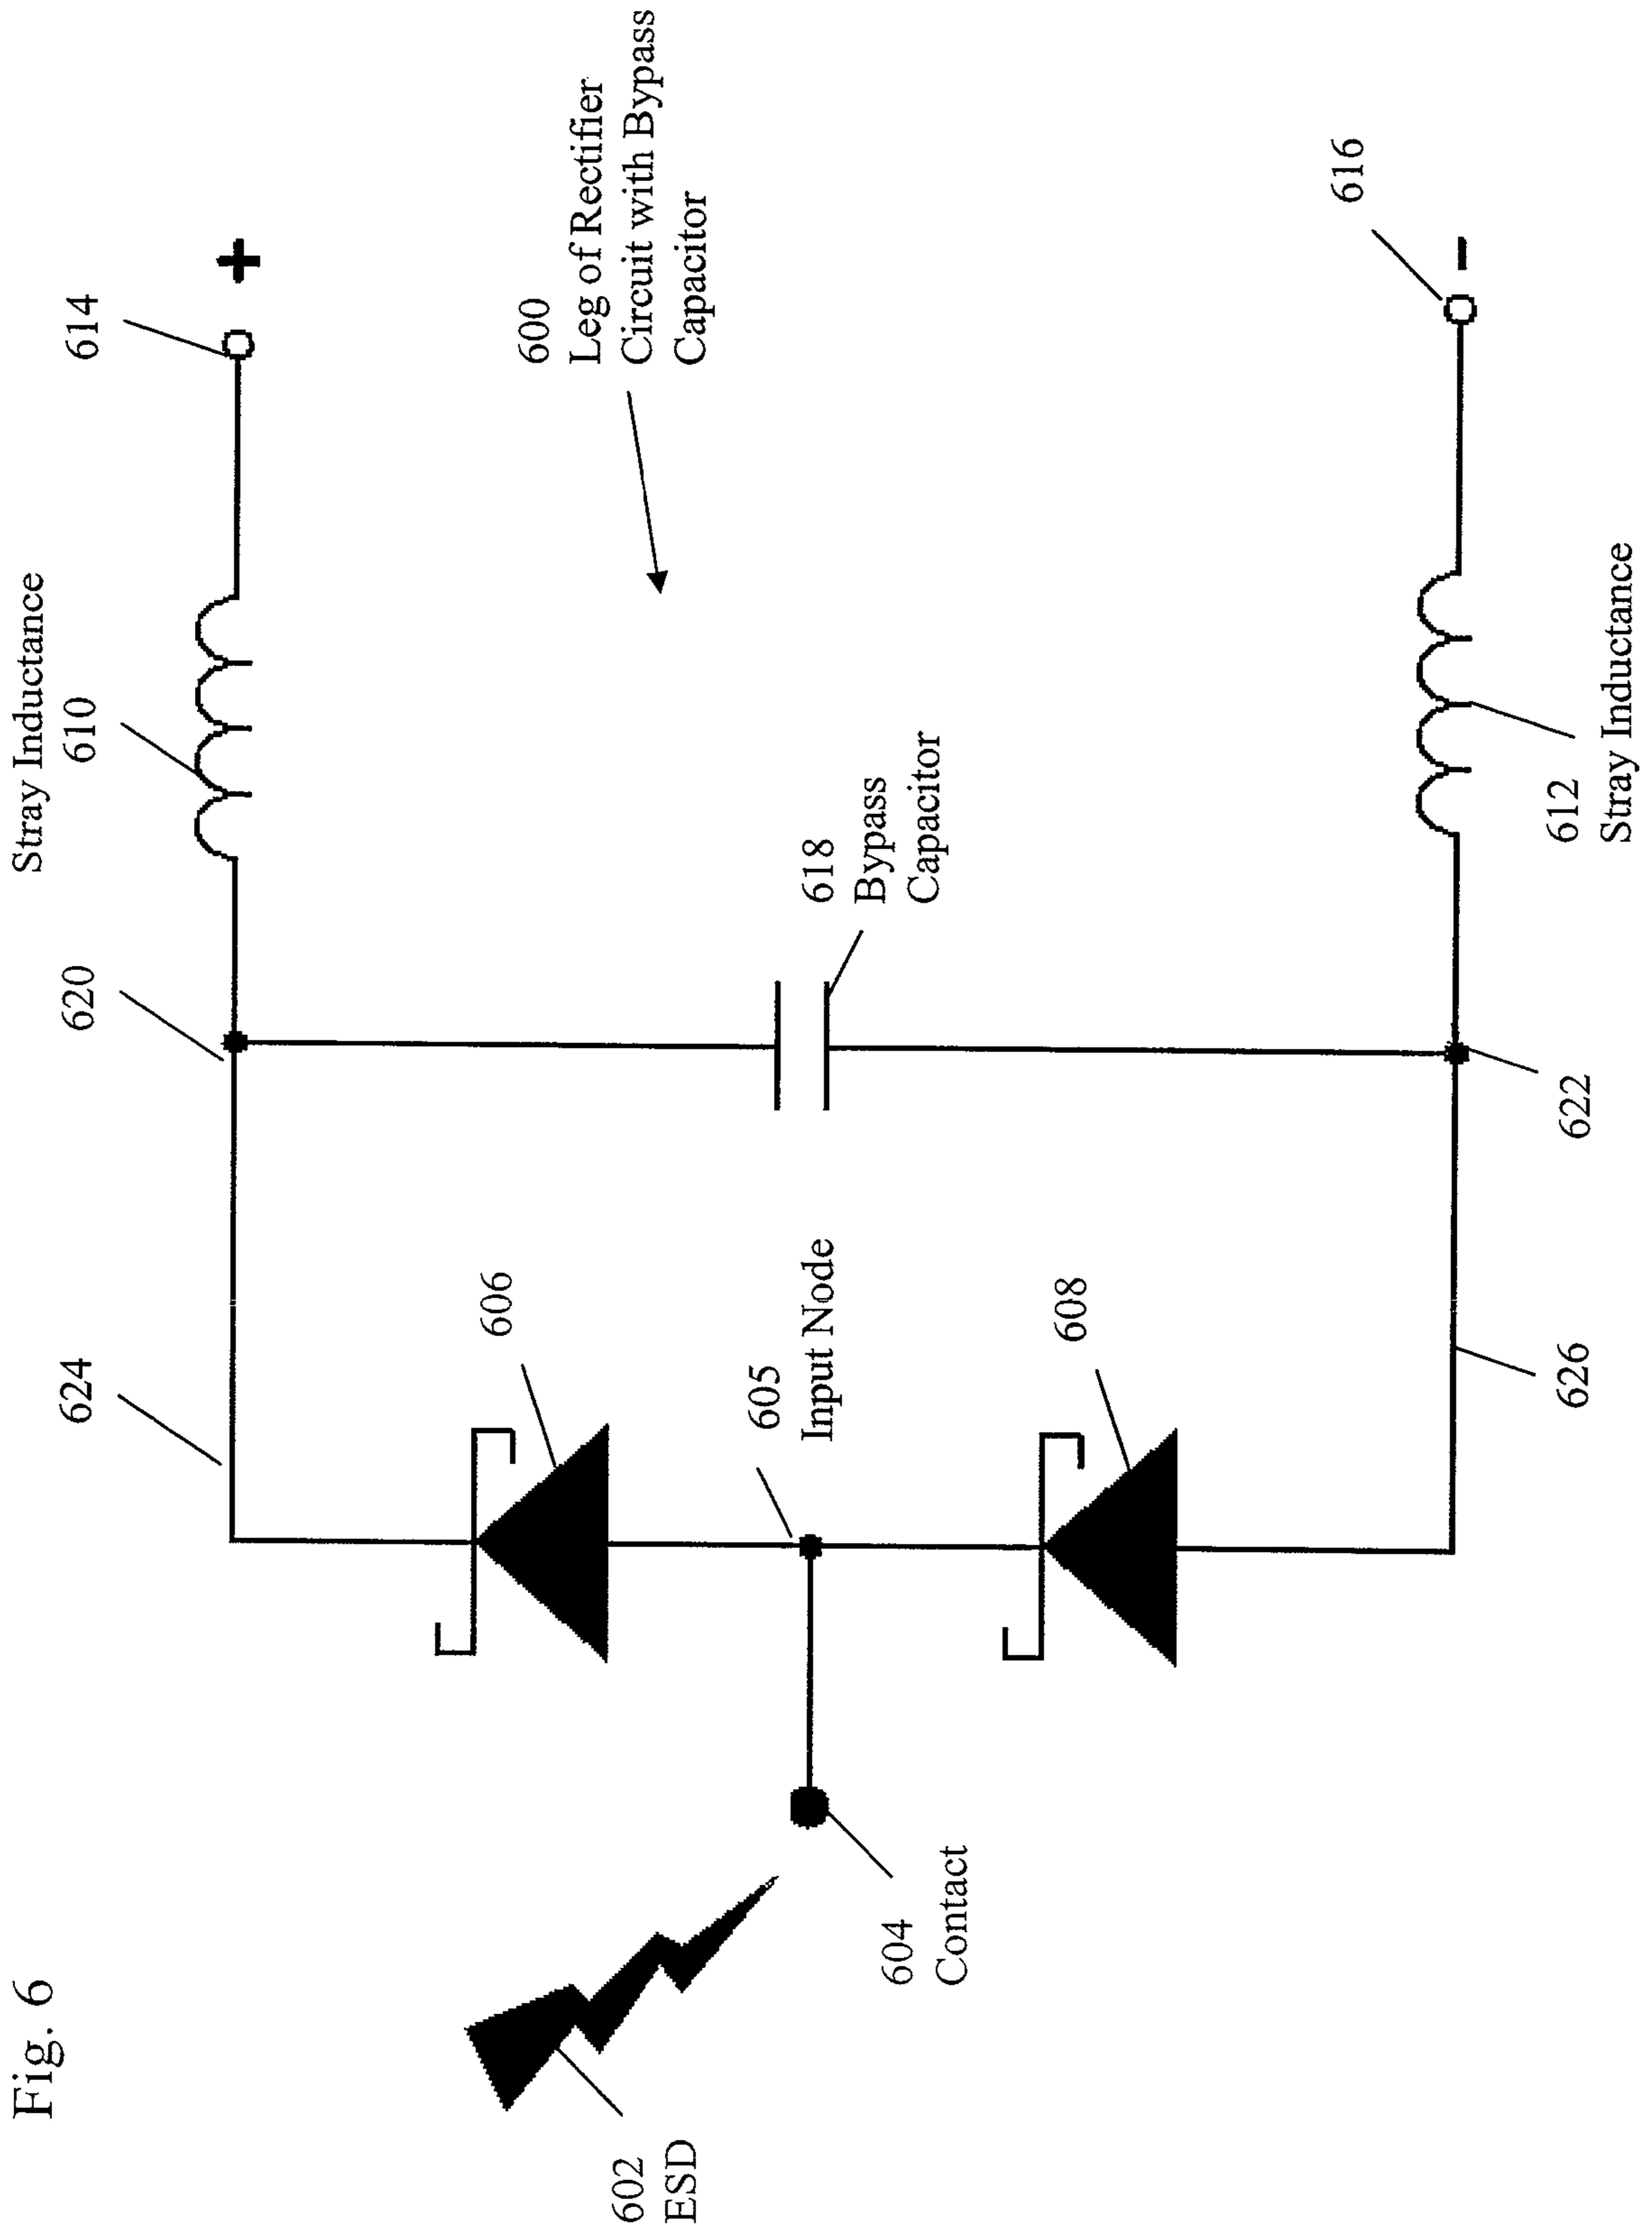 Fig. 6
Stray Inductance
624
620
610
614
+
606
600
Leg of Rectifier
Circuit with Bypass
Capacitor
602
ESD
605
Input Node
618
Bypass
Capacitor
604
Contact
608
616
-
626
622
612
Stray Inductance